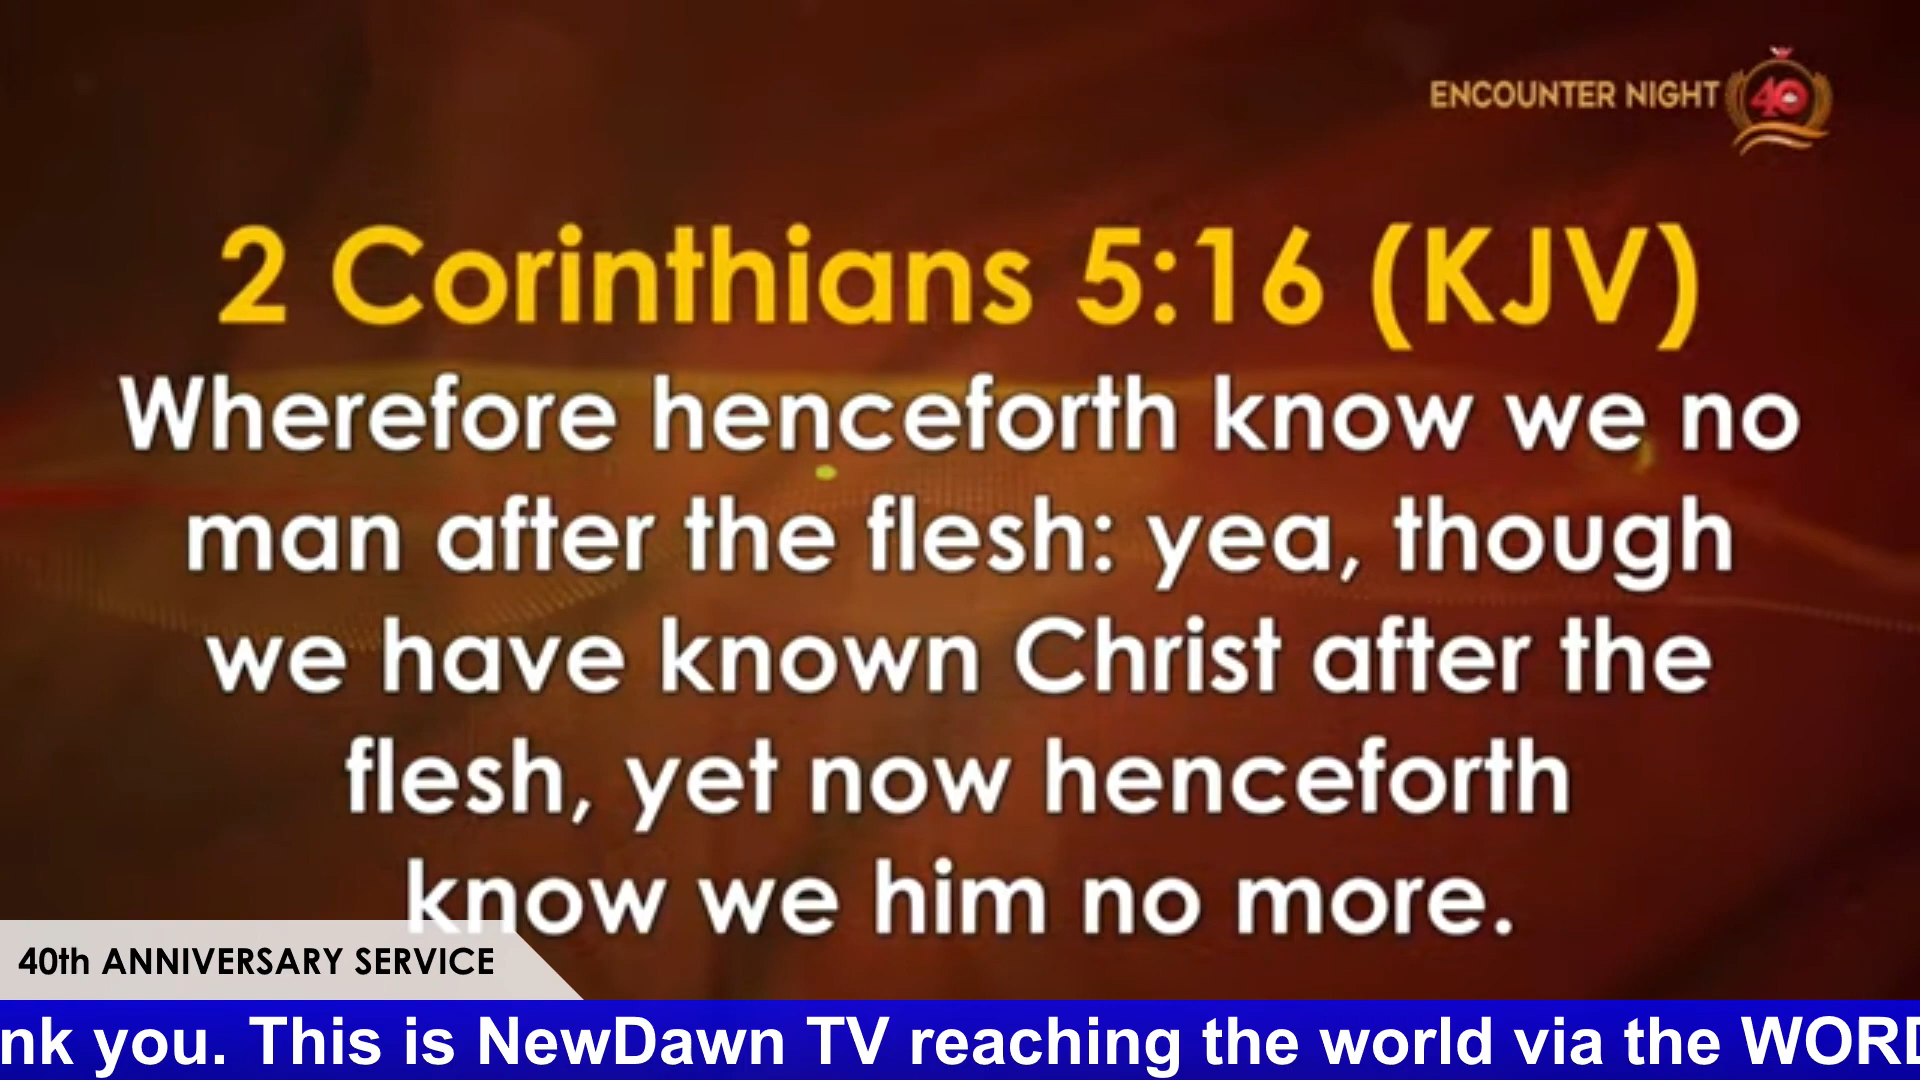 ENCOUNTER NIGHT 40
2 Corinthians 5:16 (KJV)
Wherefore henceforth know we no
man after the flesh: yea, though
we have known Christ after the
flesh, yet now henceforth
know we him no more.
40th ANNIVERSARY SERVICE
nk you. This is NewDawn TV reaching the world via the WORD